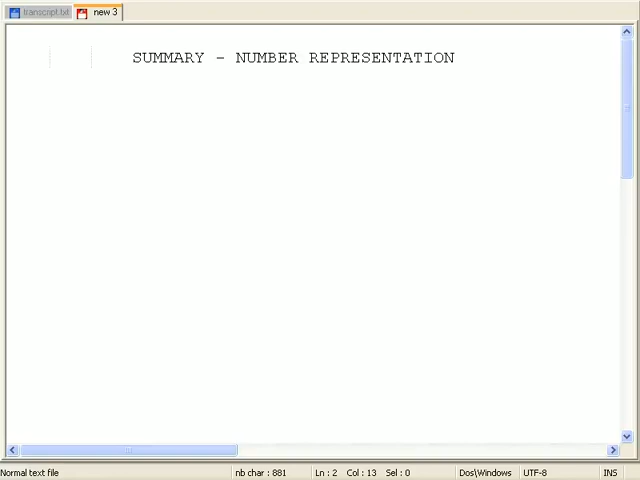 transcript.txt new 3
SUMMARY - NUMBER REPRESENTATION
Normal text file nb char : 881 Ln : 2 Col : 13 Sel : 0 Dos\Windows UTF-8 INS